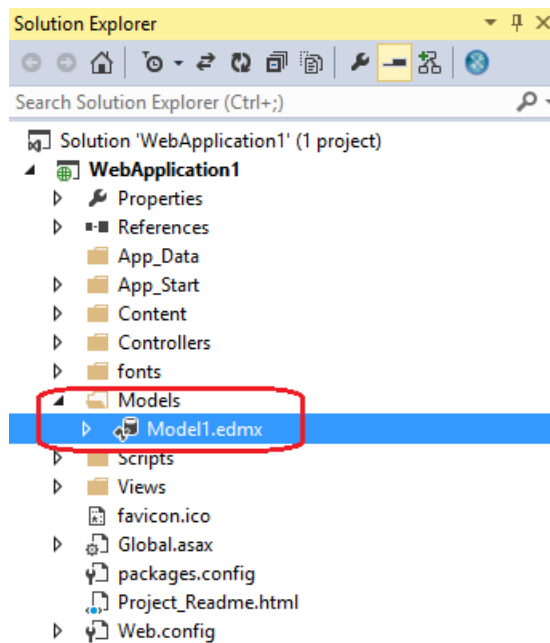 Solution Explorer
Search Solution Explorer (Ctrl+;)
Solution 'WebApplication1' (1 project)
WebApplication1
Properties
References
App_Data
App_Start
Content
Controllers
fonts
Models
Model1.edmx
Scripts
Views
favicon.ico
Global.asax
packages.config
Project_Readme.html
Web.config